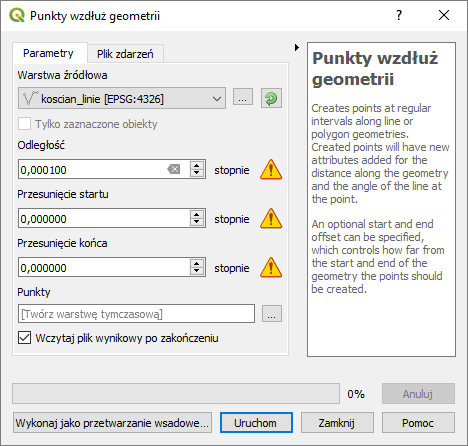 Punkty wzdłuż geometrii
Parametry
Plik zdarzeń
Warstwa źródłowa
koscian_linie [EPSG:4326]
...
Tylko zaznaczone obiekty
Odległość
0,000100
stopnie
Przesunięcie startu
0,000000
stopnie
Przesunięcie końca
0,000000
stopnie
Punkty
[Twórz warstwę tymczasową]
...
Wczytaj plik wynikowy po zakończeniu
Punkty wzdłuż
geometrii
Creates points at regular
intervals along line or
polygon geometries.
Created points will have new
attributes added for the
distance along the geometry
and the angle of the line at
the point.
An optional start and end
offset can be specified,
which controls how far from
the start and end of the
geometry the points should
be created.
0%
Anuluj
Wykonaj jako przetwarzanie wsadowe...
Uruchom
Zamknij
Pomoc